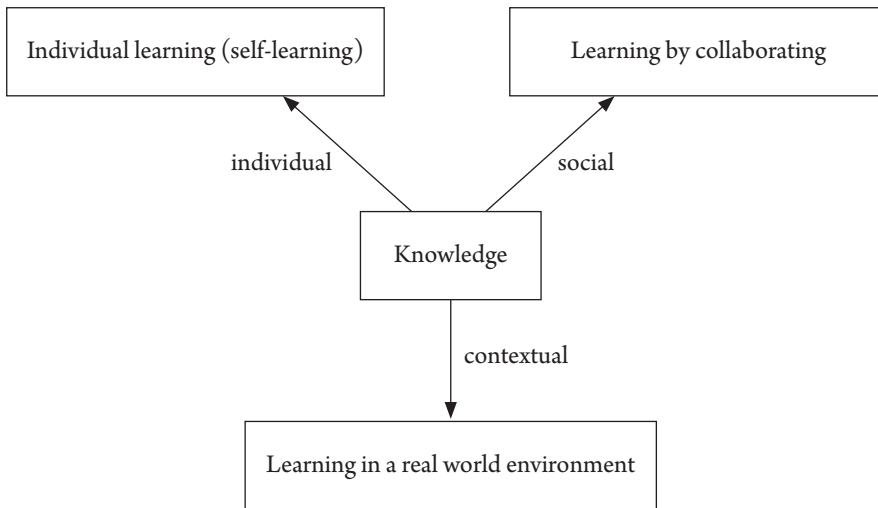 Individual learning (self-learning)
Learning by collaborating
individual
social
Knowledge
contextual
Learning in a real world environment